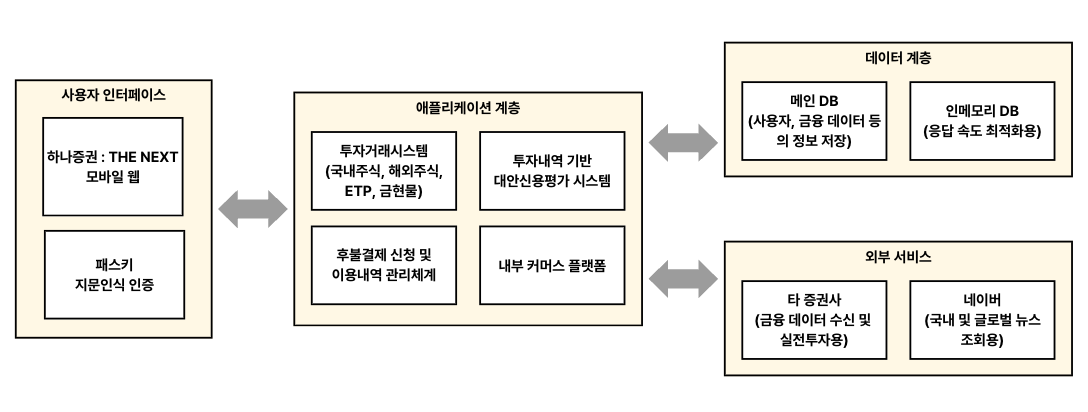 사용자 인터페이스
하나증권 : THE NEXT
모바일 웹
패스키
지문인식 인증
애플리케이션 계층
투자거래시스템
(국내주식, 해외주식,
ETP, 금현물)
투자내역 기반
대안신용평가 시스템
후불결제 신청 및
이용내역 관리체계
내부 커머스 플랫폼
데이터 계층
메인 DB
(사용자, 금융 데이터 등
의 정보 저장)
인메모리 DB
(응답 속도 최적화용)
외부 서비스
타 증권사
(금융 데이터 수신 및
실전투자용)
네이버
(국내 및 글로벌 뉴스
조회용)